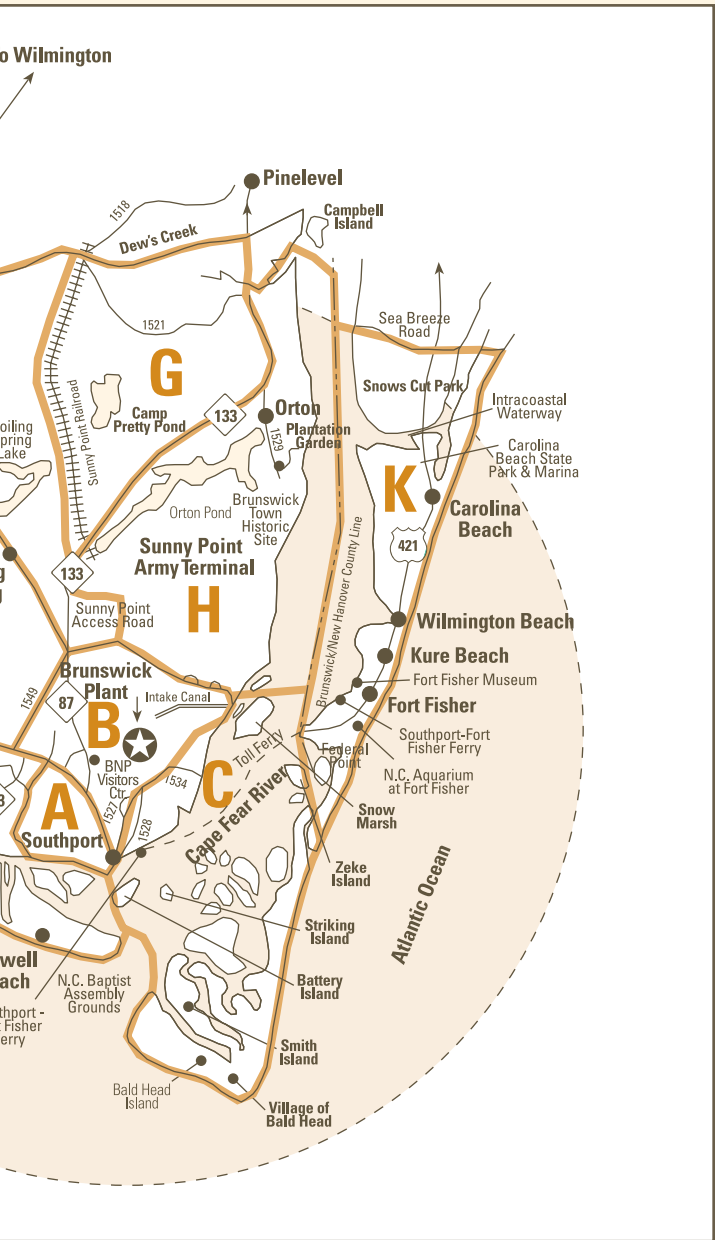 o Wilmington
Pinelevel
1518
Campbell
Island
Dew's Creek
Sea Breeze
Road
1521
G
Snows Cut Park
Camp
Pretty Pond
133
Orton
Plantation
Garden
1529
Intracoastal
Waterway
oiling
pring
Lake
Sunny Point Railroad
Carolina
Beach State
Park & Marina
K
Orton Pond
Brunswick
Town
Historic
Site
Carolina
Beach
421
Sunny Point
Army Terminal
H
g
133
Sunny Point
Access Road
Brunswick/New Hanover County Line
Wilmington Beach
Kure Beach
Fort Fisher Museum
Fort Fisher
Brunswick
Plant
87
1549
Intake Canal
B
Southport-Fort
Fisher Ferry
Toll Ferry
Federal
Point
N.C. Aquarium
at Fort Fisher
BNP
Visitors
Ctr.
1534
C
1527
A
1528
Southport
Cape Fear River
Snow
Marsh
Zeke
Island
Atlantic Ocean
Striking
Island
well
ach
N.C. Baptist
Assembly
Grounds
Battery
Island
thport -
t Fisher
erry
Smith
Island
Bald Head
Island
Village of
Bald Head